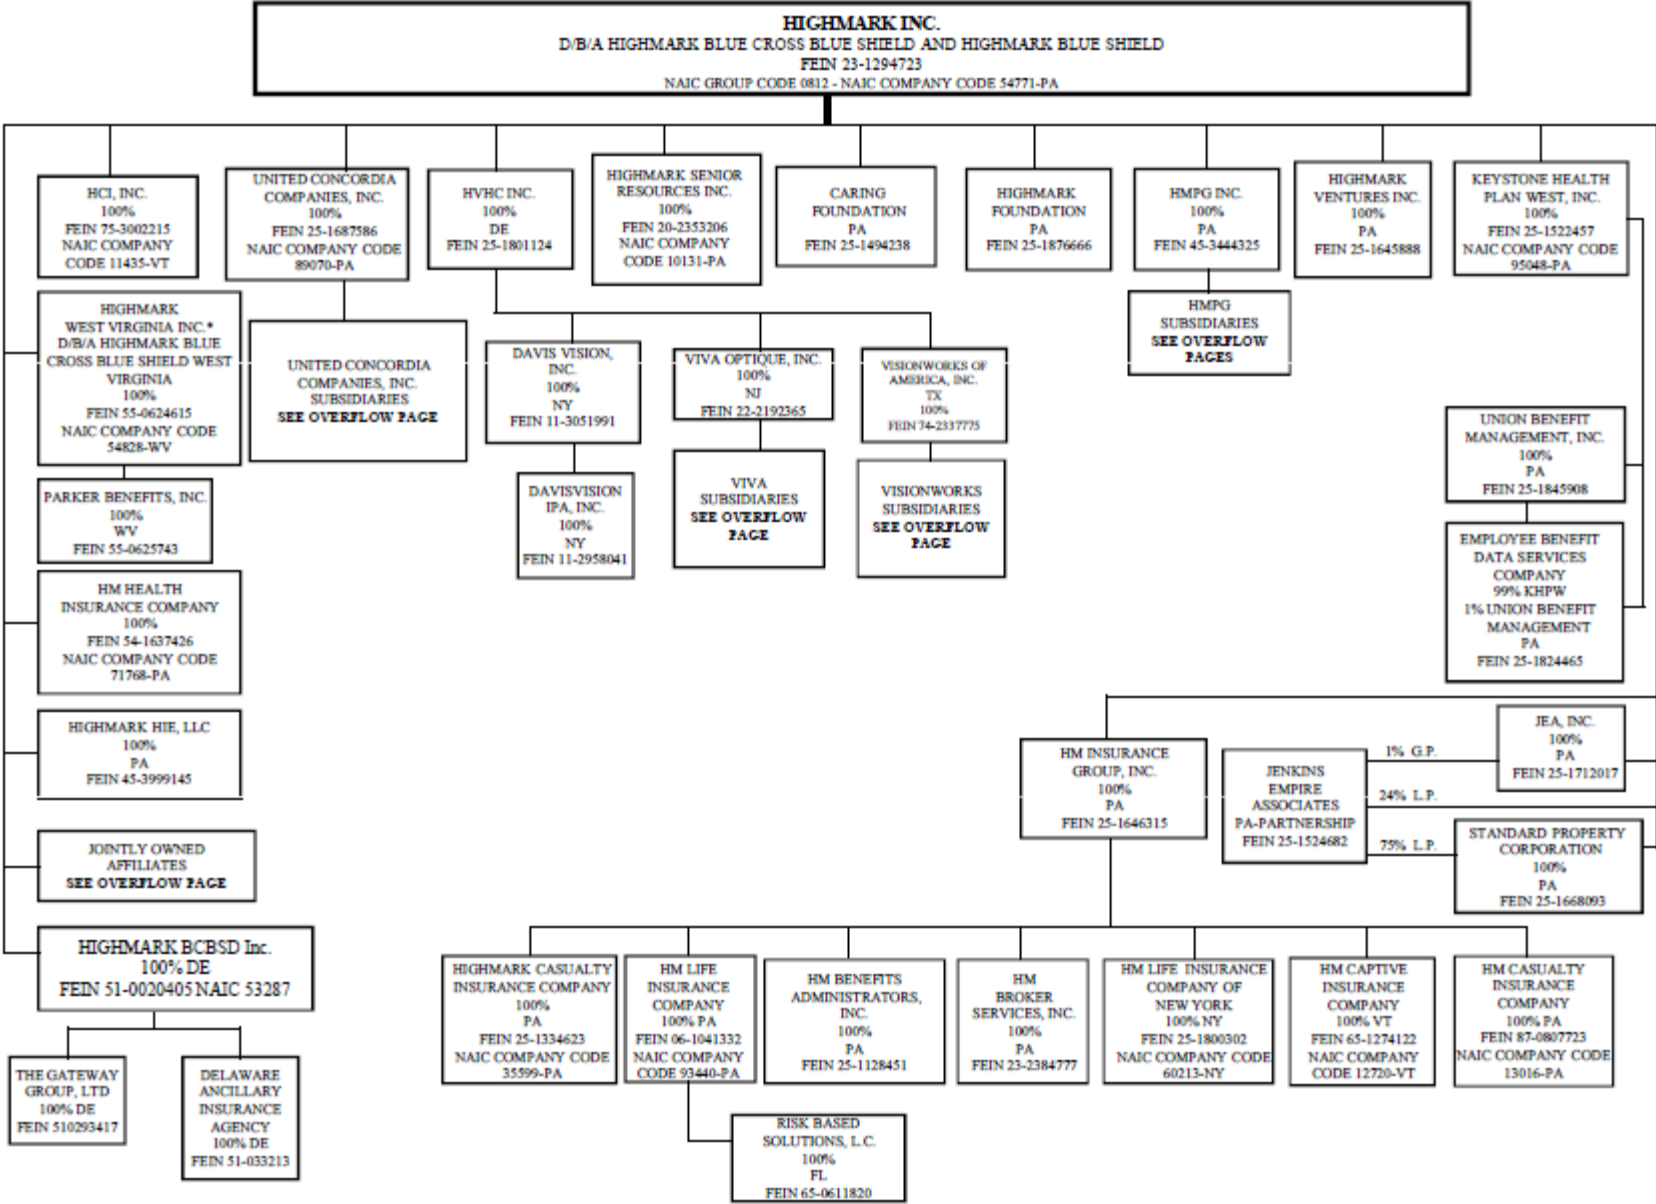 HIGHMARK INC.
D/B/A HIGHMARK BLUE CROSS BLUE SHIELD AND HIGHMARK BLUE SHIELD
FEIN 23-1294723
NAIC GROUP CODE 0812 - NAIC COMPANY CODE 54771-PA
HCI, INC.
100%
FEIN 75-3002215
NAIC COMPANY
CODE 11435-VT
UNITED CONCORDIA
COMPANIES, INC.
100%
FEIN 25-1687586
NAIC COMPANY CODE
89070-PA
HVHC INC.
100%
DE
FEIN 25-1801124
HIGHMARK SENIOR
RESOURCES INC.
100%
FEIN 20-2353206
NAIC COMPANY
CODE 10131-PA
CARING
FOUNDATION
PA
FEIN 25-1494238
HIGHMARK
FOUNDATION
PA
FEIN 25-1876666
HMPG INC.
100%
PA
FEIN 45-3444325
HIGHMARK
VENTURES INC.
100%
PA
FEIN 25-1645888
KEYSTONE HEALTH
PLAN WEST, INC.
100%
FEIN 25-1522457
NAIC COMPANY CODE
95048-PA
HIGHMARK
WEST VIRGINIA INC.*
D/B/A HIGHMARK BLUE
CROSS BLUE SHIELD WEST
VIRGINIA
100%
FEIN 55-0624615
NAIC COMPANY CODE
54828-WV
UNITED CONCORDIA
COMPANIES, INC.
SUBSIDIARIES
SEE OVERFLOW PAGE
DAVIS VISION,
INC.
100%
NY
FEIN 11-3051991
VIVA OPTIQUE, INC.
100%
NJ
FEIN 22-2192365
VISIONWORKS OF
AMERICA, INC.
TX
100%
FEIN 74-2337775
HMPG
SUBSIDIARIES
SEE OVERFLOW
PAGES
UNION BENEFIT
MANAGEMENT, INC.
100%
PA
FEIN 25-1845908
PARKER BENEFITS, INC.
100%
WV
FEIN 55-0625743
DAVISVISION
IPA, INC.
100%
NY
FEIN 11-2958041
VIVA
SUBSIDIARIES
SEE OVERFLOW
PAGE
VISIONWORKS
SUBSIDIARIES
SEE OVERFLOW
PAGE
EMPLOYEE BENEFIT
DATA SERVICES
COMPANY
99% KHPW
1% UNION BENEFIT
MANAGEMENT
PA
FEIN 25-1824465
HM HEALTH
INSURANCE COMPANY
100%
FEIN 54-1637426
NAIC COMPANY CODE
71768-PA
HIGHMARK HIE, LLC
100%
PA
FEIN 45-3999145
HM INSURANCE
GROUP, INC.
100%
PA
FEIN 25-1646315
JENKINS
EMPIRE
ASSOCIATES
PA-PARTNERSHIP
FEIN 25-1524682
1% G.P.
24% L.P.
75% L.P.
JEA, INC.
100%
PA
FEIN 25-1712017
STANDARD PROPERTY
CORPORATION
100%
PA
FEIN 25-1668093
JOINTLY OWNED
AFFILIATES
SEE OVERFLOW PAGE
HIGHMARK BCBSD Inc.
100% DE
FEIN 51-0020405 NAIC 53287
HIGHMARK CASUALTY
INSURANCE COMPANY
100%
PA
FEIN 25-1334623
NAIC COMPANY CODE
35599-PA
HM LIFE
INSURANCE
COMPANY
100% PA
FEIN 06-1041332
NAIC COMPANY
CODE 93440-PA
HM BENEFITS
ADMINISTRATORS,
INC.
100%
PA
FEIN 25-1128451
HM
BROKER
SERVICES, INC.
100%
PA
FEIN 23-2384777
HM LIFE INSURANCE
COMPANY OF
NEW YORK
100% NY
FEIN 25-1800302
NAIC COMPANY CODE
60213-NY
HM CAPTIVE
INSURANCE
COMPANY
100% VT
FEIN 65-1274122
NAIC COMPANY
CODE 12720-VT
HM CASUALTY
INSURANCE
COMPANY
100% PA
FEIN 87-0807723
NAIC COMPANY CODE
13016-PA
THE GATEWAY
GROUP, LTD
100% DE
FEIN 510293417
DELAWARE
ANCILLARY
INSURANCE
AGENCY
100% DE
FEIN 51-033213
RISK BASED
SOLUTIONS, L.C.
100%
FL
FEIN 65-0611820